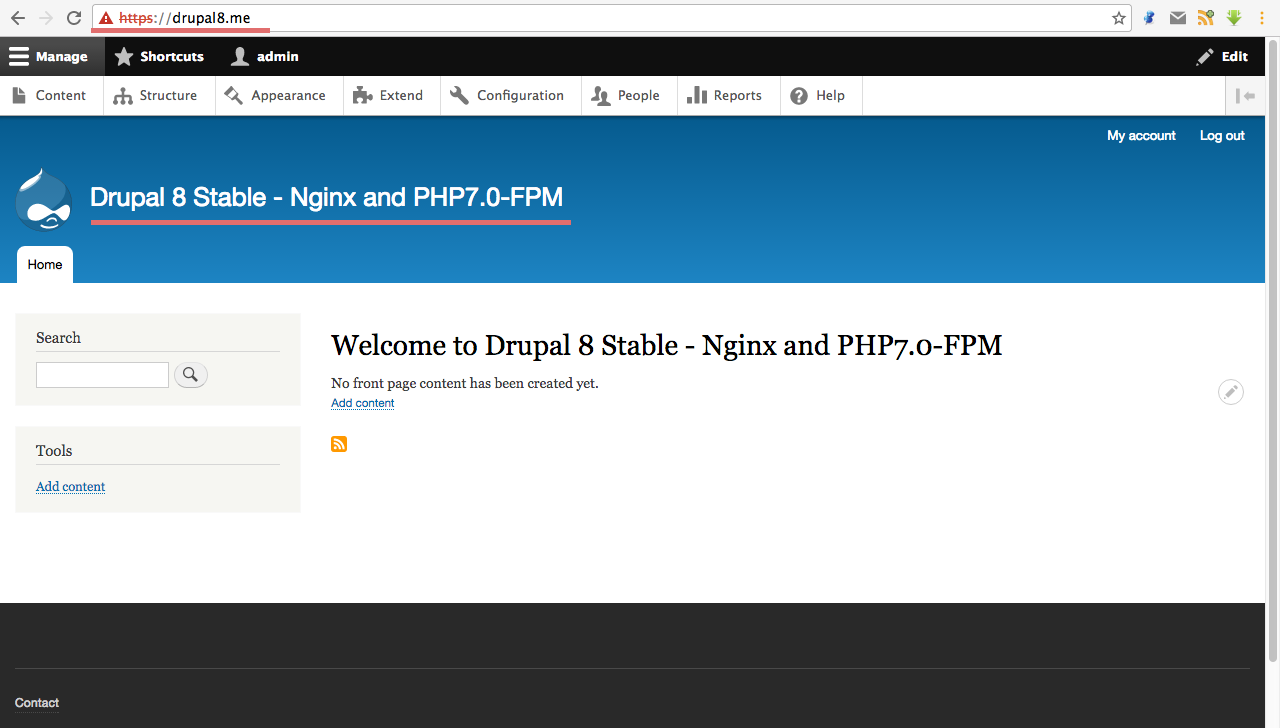 https://drupal8.me
Manage Shortcuts admin Edit
Content Structure Appearance Extend Configuration People Reports Help
My account Log out
Drupal 8 Stable - Nginx and PHP7.0-FPM
Home
Search
Welcome to Drupal 8 Stable - Nginx and PHP7.0-FPM
No front page content has been created yet.
Add content
Tools
Add content
Contact